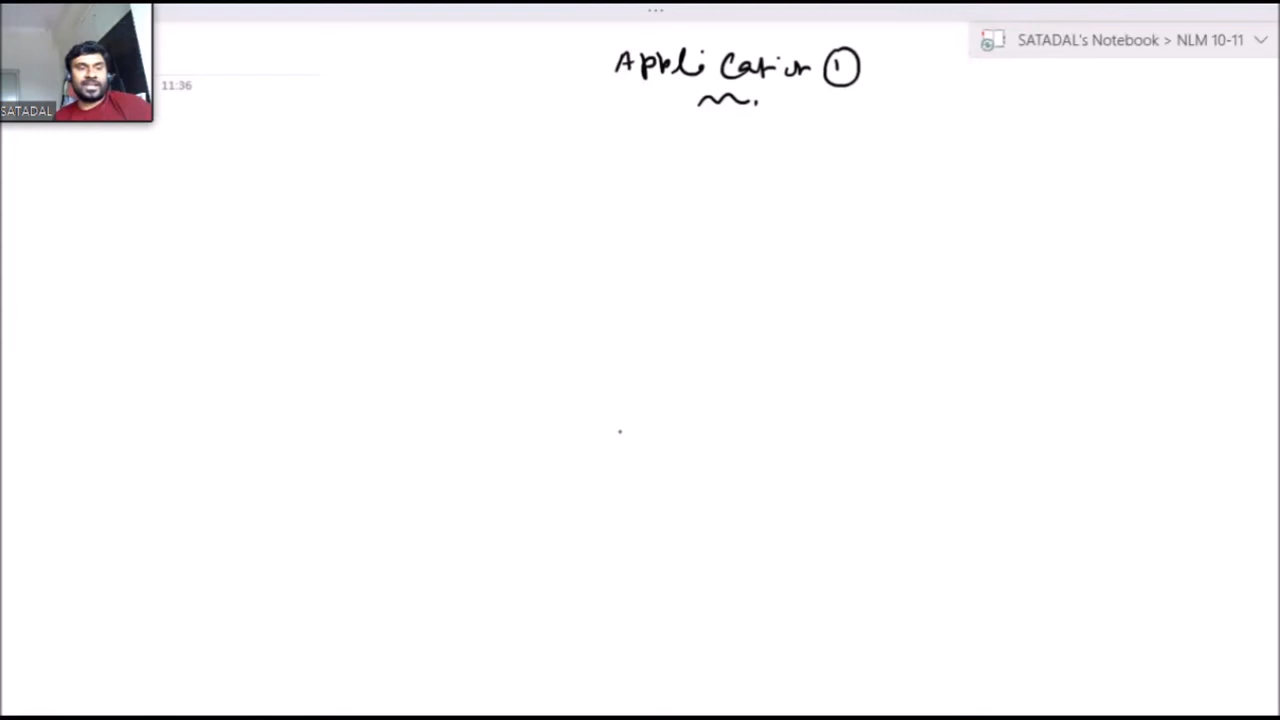 Application ①
SATADAL's Notebook > NLM 10-11
11:36
SATADAL